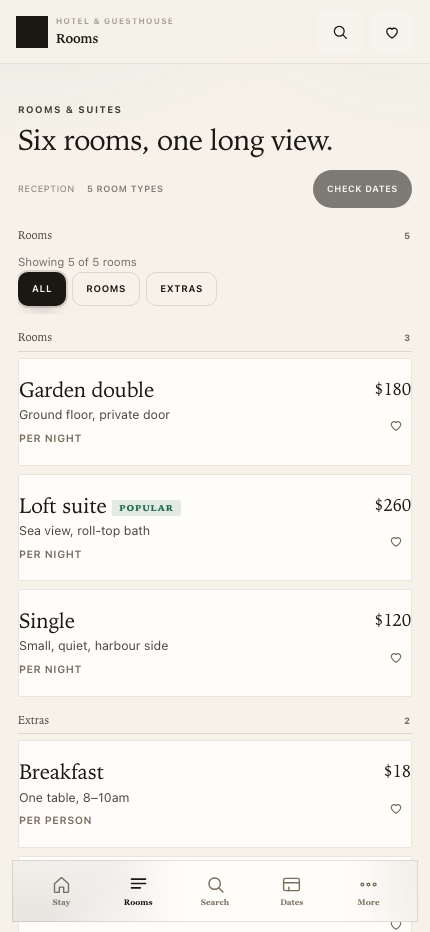 HOTEL & GUESTHOUSE
Rooms
ROOMS & SUITES
Six rooms, one long view.
RECEPTION 5 ROOM TYPES
CHECK DATES
Rooms 5
Showing 5 of 5 rooms
ALL ROOMS EXTRAS
Rooms 3
Garden double $180
Ground floor, private door
PER NIGHT
Loft suite POPULAR $260
Sea view, roll-top bath
PER NIGHT
Single $120
Small, quiet, harbour side
PER NIGHT
Extras 2
Breakfast $18
One table, 8–10am
PER PERSON
Stay Rooms Search Dates More